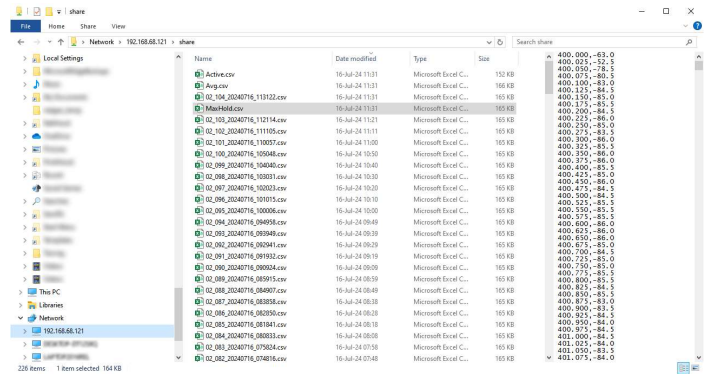 share
File Home Share View
Network › 192.168.68.121 › share
Search share
Local Settings
This PC
Libraries
Network
192.168.68.121
Name Date modified Type Size
Active.csv 16-Jul-24 11:31 Microsoft Excel C... 152 KB
Avg.csv 16-Jul-24 11:31 Microsoft Excel C... 166 KB
02_104_20240716_113122.csv 16-Jul-24 11:31 Microsoft Excel C... 165 KB
MaxHold.csv 16-Jul-24 11:31 Microsoft Excel C... 165 KB
02_103_20240716_112114.csv 16-Jul-24 11:21 Microsoft Excel C... 165 KB
02_102_20240716_111105.csv 16-Jul-24 11:11 Microsoft Excel C... 165 KB
02_101_20240716_110057.csv 16-Jul-24 11:00 Microsoft Excel C... 165 KB
02_100_20240716_105048.csv 16-Jul-24 10:50 Microsoft Excel C... 165 KB
02_099_20240716_104040.csv 16-Jul-24 10:40 Microsoft Excel C... 165 KB
02_098_20240716_103031.csv 16-Jul-24 10:30 Microsoft Excel C... 165 KB
02_097_20240716_102023.csv 16-Jul-24 10:20 Microsoft Excel C... 165 KB
02_096_20240716_101015.csv 16-Jul-24 10:10 Microsoft Excel C... 165 KB
02_095_20240716_100006.csv 16-Jul-24 10:00 Microsoft Excel C... 165 KB
02_094_20240716_094958.csv 16-Jul-24 09:49 Microsoft Excel C... 165 KB
02_093_20240716_093949.csv 16-Jul-24 09:39 Microsoft Excel C... 165 KB
02_092_20240716_092941.csv 16-Jul-24 09:29 Microsoft Excel C... 165 KB
02_091_20240716_091932.csv 16-Jul-24 09:19 Microsoft Excel C... 165 KB
02_090_20240716_090924.csv 16-Jul-24 09:09 Microsoft Excel C... 165 KB
02_089_20240716_085915.csv 16-Jul-24 08:59 Microsoft Excel C... 165 KB
02_088_20240716_084907.csv 16-Jul-24 08:49 Microsoft Excel C... 165 KB
02_087_20240716_083858.csv 16-Jul-24 08:38 Microsoft Excel C... 165 KB
02_086_20240716_082850.csv 16-Jul-24 08:28 Microsoft Excel C... 165 KB
02_085_20240716_081841.csv 16-Jul-24 08:18 Microsoft Excel C... 165 KB
02_084_20240716_080833.csv 16-Jul-24 08:08 Microsoft Excel C... 165 KB
02_083_20240716_075824.csv 16-Jul-24 07:58 Microsoft Excel C... 165 KB
02_082_20240716_074816.csv 16-Jul-24 07:48 Microsoft Excel C... 165 KB
400.000,-63.0
400.025,-52.5
400.050,-78.5
400.075,-80.5
400.100,-83.0
400.125,-84.5
400.150,-85.0
400.175,-85.5
400.200,-84.5
400.225,-86.0
400.250,-85.0
400.275,-83.5
400.300,-86.0
400.325,-85.5
400.350,-86.0
400.375,-86.0
400.400,-85.5
400.425,-85.0
400.450,-86.0
400.475,-84.5
400.500,-84.5
400.525,-85.5
400.550,-85.5
400.575,-85.5
400.600,-86.0
400.625,-86.0
400.650,-86.0
400.675,-85.0
400.700,-85.0
400.725,-85.0
400.750,-85.0
400.775,-85.5
400.800,-85.5
400.825,-84.5
400.850,-85.5
400.875,-83.0
400.900,-83.5
400.925,-84.5
400.950,-84.0
400.975,-84.5
401.000,-84.5
401.025,-84.0
401.050,-83.5
401.075,-84.0
226 items 1 item selected 164 KB